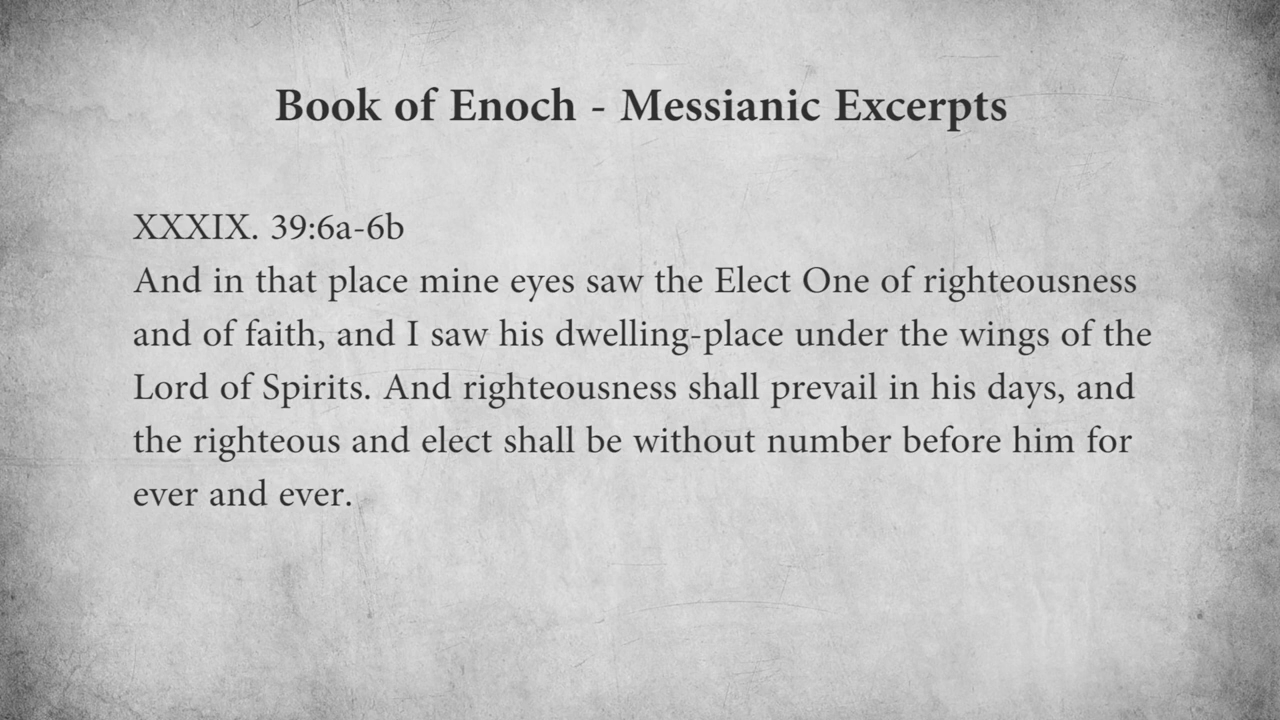 Book of Enoch - Messianic Excerpts
XXXIX. 39:6a-6b
And in that place mine eyes saw the Elect One of righteousness
and of faith, and I saw his dwelling-place under the wings of the
Lord of Spirits. And righteousness shall prevail in his days, and
the righteous and elect shall be without number before him for
ever and ever.